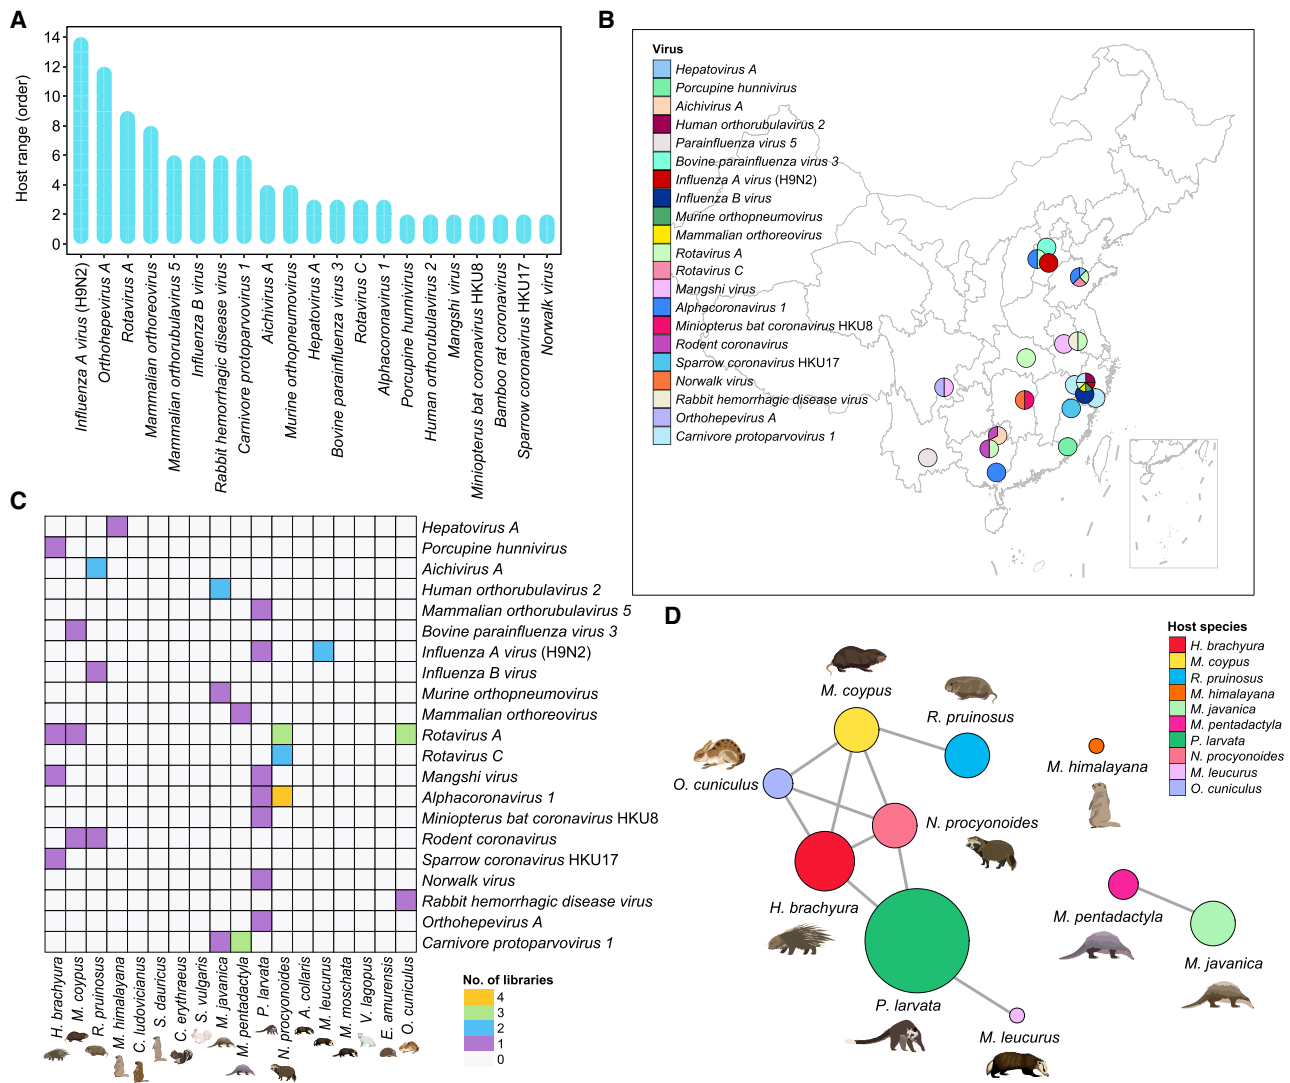 A
Host range (order)
14
12
10
8
6
4
2
0
Influenza A virus (H9N2)
Orthohepevirus A
Rotavirus A
Mammalian orthoreovirus
Mammalian orthorubulavirus 5
Influenza B virus
Rabbit hemorrhagic disease virus
Carnivore protoparvovirus 1
Aichivirus A
Murine orthopneumovirus
Hepatovirus A
Bovine parainfluenza virus 3
Rotavirus C
Alphacoronavirus 1
Porcupine hunnivirus
Human orthorubulavirus 2
Mangshi virus
Miniopterus bat coronavirus HKU8
Bamboo rat coronavirus
Sparrow coronavirus HKU17
Norwalk virus
B
Virus
Hepatovirus A
Porcupine hunnivirus
Aichivirus A
Human orthorubulavirus 2
Parainfluenza virus 5
Bovine parainfluenza virus 3
Influenza A virus (H9N2)
Influenza B virus
Murine orthopneumovirus
Mammalian orthoreovirus
Rotavirus A
Rotavirus C
Mangshi virus
Alphacoronavirus 1
Miniopterus bat coronavirus HKU8
Rodent coronavirus
Sparrow coronavirus HKU17
Norwalk virus
Rabbit hemorrhagic disease virus
Orthohepevirus A
Carnivore protoparvovirus 1
C
Hepatovirus A
Porcupine hunnivirus
Aichivirus A
Human orthorubulavirus 2
Mammalian orthorubulavirus 5
Bovine parainfluenza virus 3
Influenza A virus (H9N2)
Influenza B virus
Murine orthopneumovirus
Mammalian orthoreovirus
Rotavirus A
Rotavirus C
Mangshi virus
Alphacoronavirus 1
Miniopterus bat coronavirus HKU8
Rodent coronavirus
Sparrow coronavirus HKU17
Norwalk virus
Rabbit hemorrhagic disease virus
Orthohepevirus A
Carnivore protoparvovirus 1
H. brachyura
M. coypus
R. pruinosus
M. himalayana
C. ludovicianus
S. dauricus
C. erythraeus
S. vulgaris
M. javanica
M. pentadactyla
P. larvata
N. procyonoides
A. collaris
M. leucurus
M. moschata
V. lagopus
E. amurensis
O. cuniculus
No. of libraries
4
3
2
1
0
D
Host species
H. brachyura
M. coypus
R. pruinosus
M. himalayana
M. javanica
M. pentadactyla
P. larvata
N. procyonoides
M. leucurus
O. cuniculus
M. coypus
R. pruinosus
O. cuniculus
M. himalayana
N. procyonoides
H. brachyura
M. pentadactyla
M. javanica
P. larvata
M. leucurus